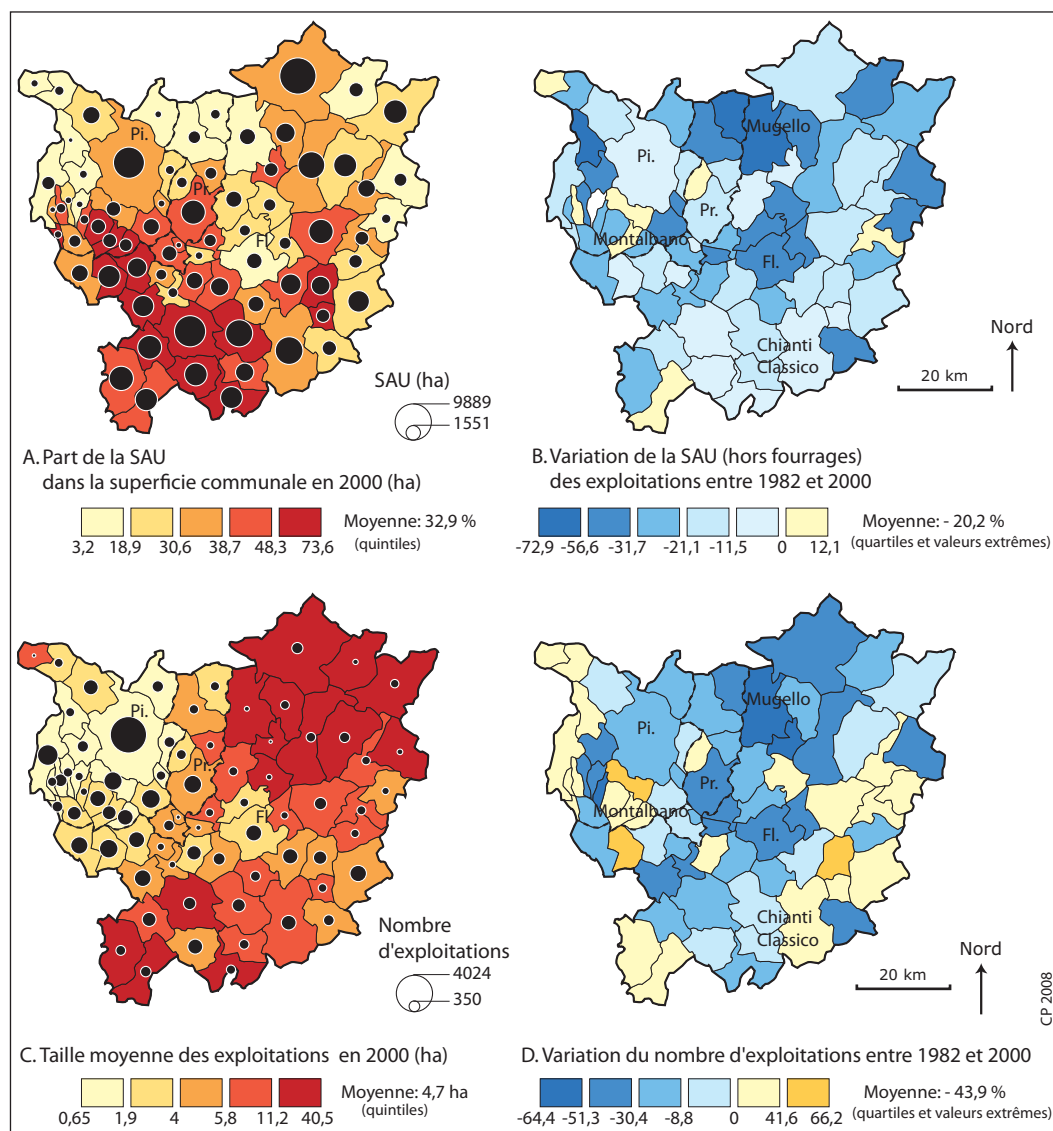 Pi.
Pr.
Fl.
SAU (ha)
9889
1551
A. Part de la SAU
dans la superficie communale en 2000 (ha)
3,2 18,9 30,6 38,7 48,3 73,6
Moyenne: 32,9 %
(quintiles)
Mugello
Pi.
Pr.
Montalbano
Fl.
Chianti
Classico
Nord
20 km
B. Variation de la SAU (hors fourrages)
des exploitations entre 1982 et 2000
-72,9 -56,6 -31,7 -21,1 -11,5 0 12,1
Moyenne: - 20,2 %
(quartiles et valeurs extrêmes)
Pi.
Pr.
Fl.
Nombre
d'exploitations
4024
350
C. Taille moyenne des exploitations en 2000 (ha)
0,65 1,9 4 5,8 11,2 40,5
Moyenne: 4,7 ha
(quintiles)
Mugello
Pi.
Pr.
Montalbano
Fl.
Chianti
Classico
Nord
20 km
CP 2008
D. Variation du nombre d'exploitations entre 1982 et 2000
-64,4 -51,3 -30,4 -8,8 0 41,6 66,2
Moyenne: - 43,9 %
(quartiles et valeurs extrêmes)